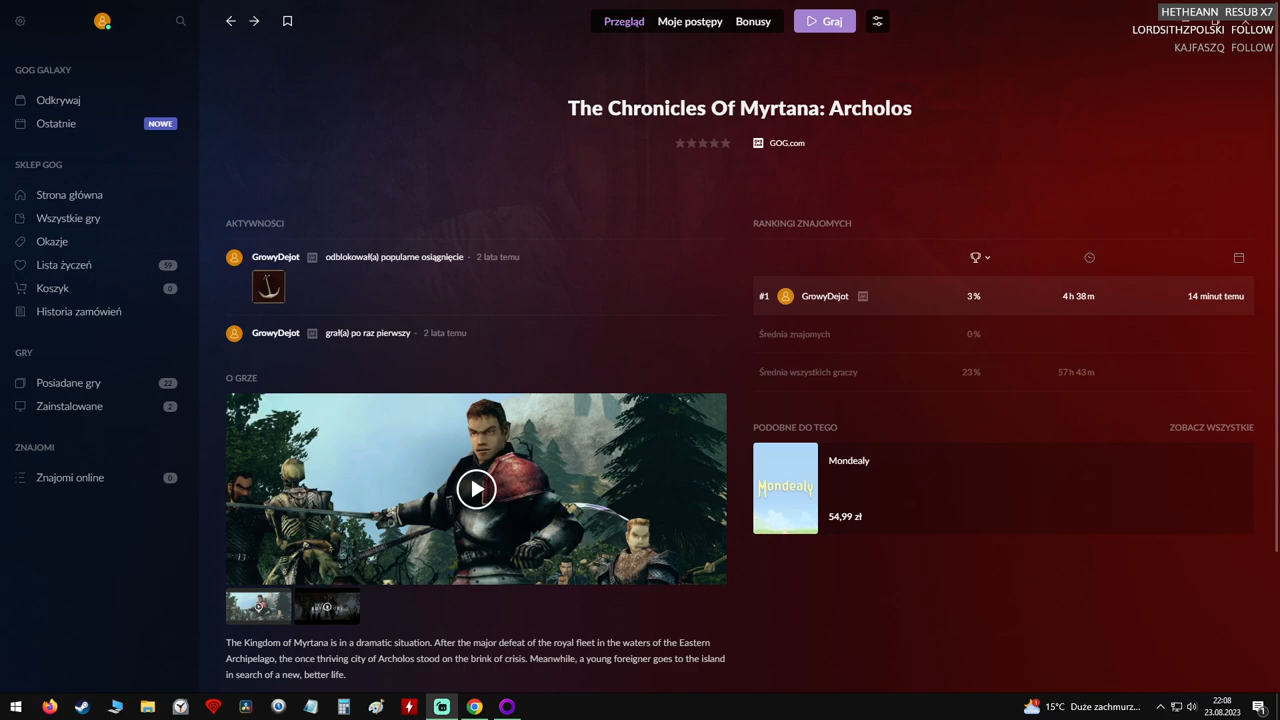 HETHEANN RESUB X7
LORDSITHZPOLSKI FOLLOW
KAJFASZQ FOLLOW
Przegląd
Moje postępy
Bonusy
Graj
GOG GALAXY
Odkrywaj
Ostatnie
NOWE
SKLEP GOG
Strona główna
Wszystkie gry
Okazje
Lista życzeń 59
Koszyk 0
Historia zamówień
GRY
Posiadane gry 22
Zainstalowane 2
ZNAJOMI
Znajomi online 0
The Chronicles Of Myrtana: Archolos
GOG.com
AKTYWNOŚCI
GrowyDejot odblokował(a) popularne osiągnięcie · 2 lata temu
GrowyDejot grał(a) po raz pierwszy · 2 lata temu
O GRZE
The Kingdom of Myrtana is in a dramatic situation. After the major defeat of the royal fleet in the waters of the Eastern
Archipelago, the once thriving city of Archolos stood on the brink of crisis. Meanwhile, a young foreigner goes to the island
in search of a new, better life.
RANKINGI ZNAJOMYCH
#1 GrowyDejot 3 % 4 h 38 m 14 minut temu
Średnia znajomych 0 %
Średnia wszystkich graczy 23 % 57 h 43 m
PODOBNE DO TEGO
ZOBACZ WSZYSTKIE
Mondealy
Mondealy
54,99 zł
15°C Duże zachmurz...
22:08
23.08.2023
1